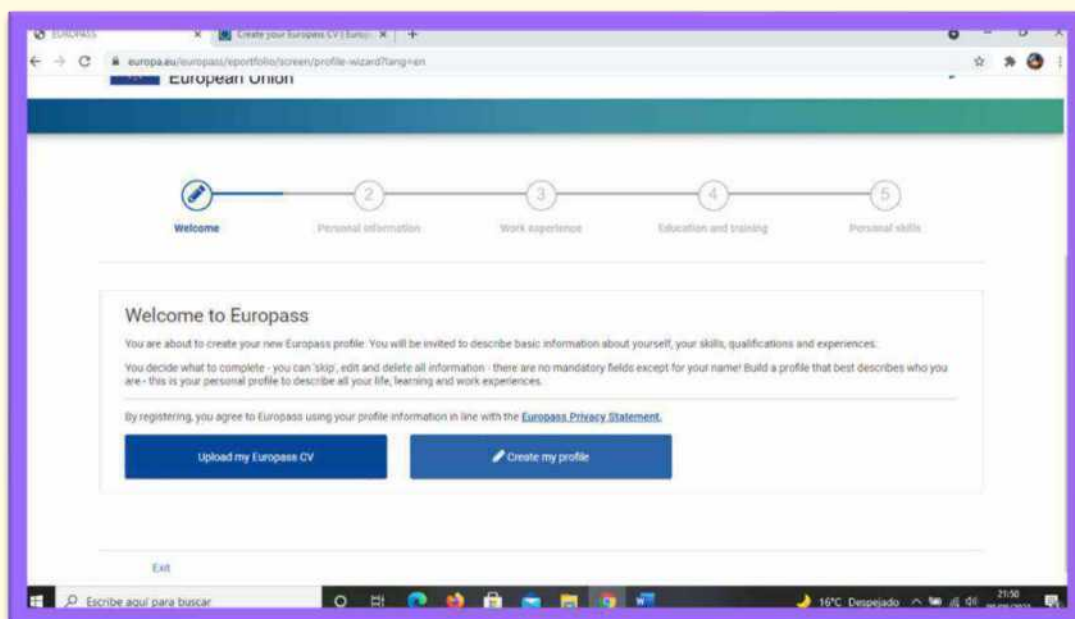 EUROPASS
Create your Europass CV | Europ
europa.eu/europass/eportfolio/screen/profile-wizard?lang=en
European Union
2
3
4
5
Welcome
Personal information
Work experience
Education and training
Personal skills
Welcome to Europass
You are about to create your new Europass profile. You will be invited to describe basic information about yourself, your skills, qualifications and experiences.
You decide what to complete - you can 'skip', edit and delete all information - there are no mandatory fields except for your name! Build a profile that best describes who you
are - this is your personal profile to describe all your life, learning and work experiences.
By registering, you agree to Europass using your profile information in line with the Europass Privacy Statement.
Upload my Europass CV
Create my profile
Exit
Escribe aquí para buscar
16°C Despejado
21:50